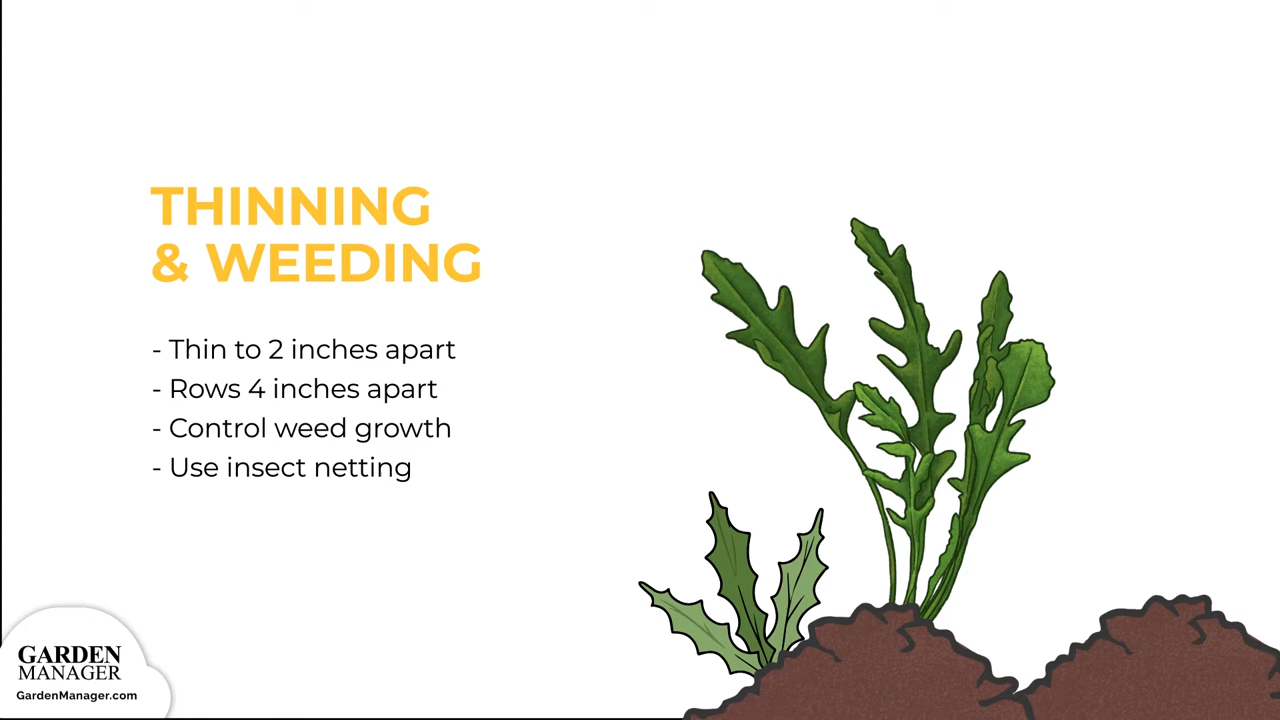 THINNING
& WEEDING
- Thin to 2 inches apart
- Rows 4 inches apart
- Control weed growth
- Use insect netting
GARDEN
MANAGER
GardenManager.com